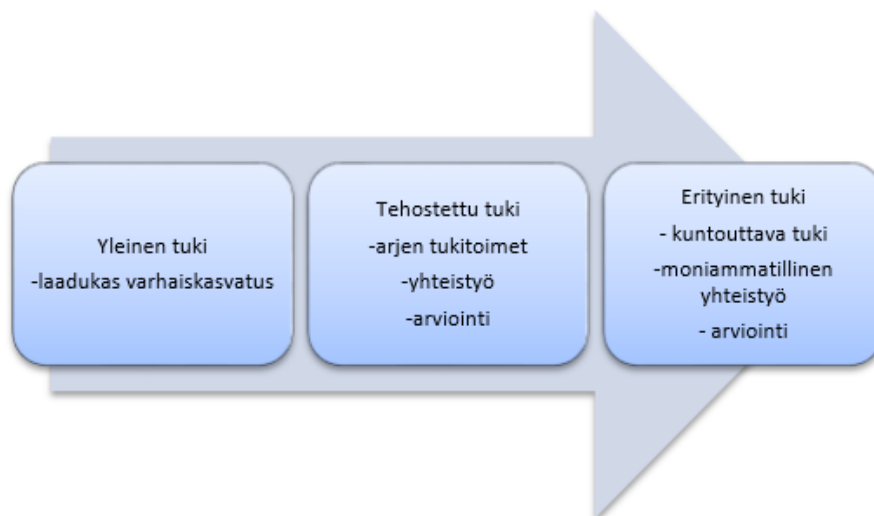 Yleinen tuki
-laadukas varhaiskasvatus
Tehostettu tuki
-arjen tukitoimet
-yhteistyö
-arviointi
Erityinen tuki
- kuntouttava tuki
-moniammatillinen
yhteistyö
- arviointi